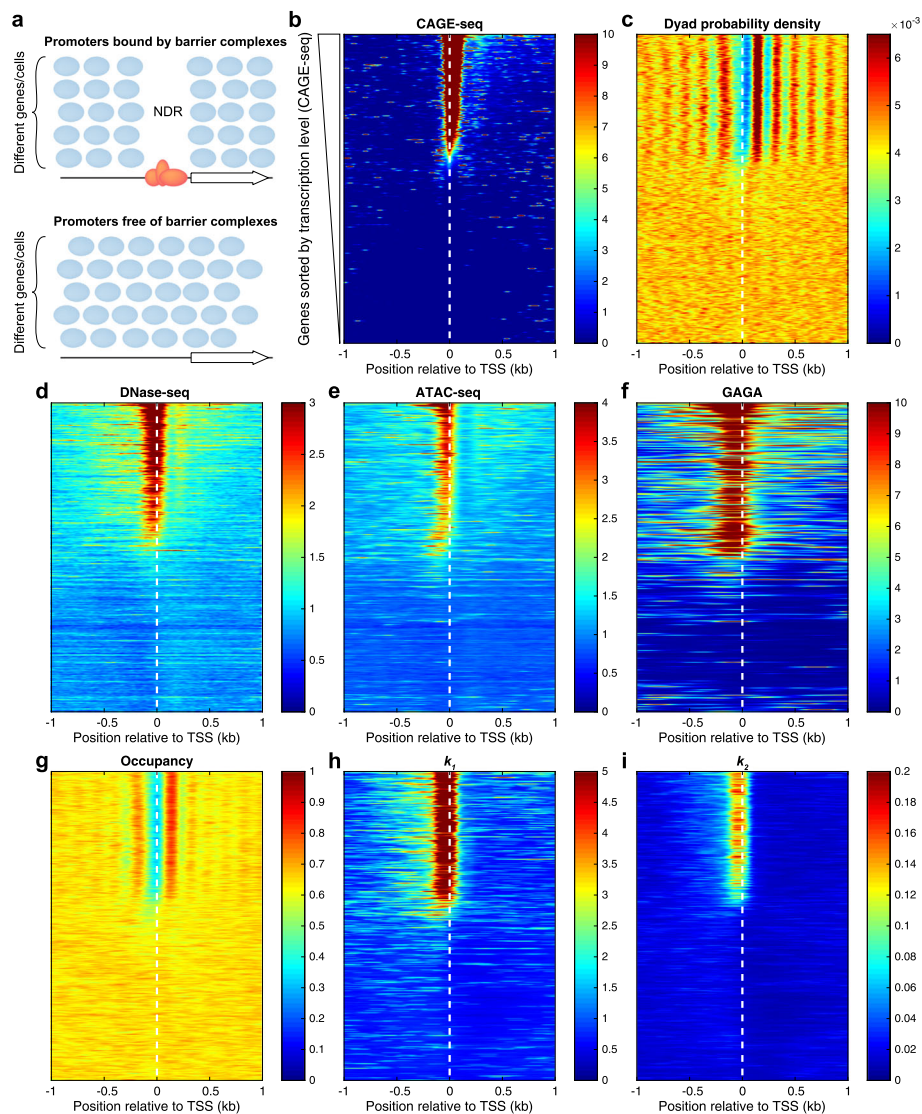 a
Promoters bound by barrier complexes
Different genes/cells
NDR
Promoters free of barrier complexes
Different genes/cells
b
CAGE-seq
Genes sorted by transcription level (CAGE-seq)
10
9
8
7
6
5
4
3
2
1
0
-1 -0.5 0 0.5 1
Position relative to TSS (kb)
c
Dyad probability density
× 10⁻³
6
5
4
3
2
1
0
-1 -0.5 0 0.5 1
Position relative to TSS (kb)
d
DNase-seq
3
2.5
2
1.5
1
0.5
0
-1 -0.5 0 0.5 1
Position relative to TSS (kb)
e
ATAC-seq
4
3.5
3
2.5
2
1.5
1
0.5
0
-1 -0.5 0 0.5 1
Position relative to TSS (kb)
f
GAGA
10
9
8
7
6
5
4
3
2
1
0
-1 -0.5 0 0.5 1
Position relative to TSS (kb)
g
Occupancy
1
0.9
0.8
0.7
0.6
0.5
0.4
0.3
0.2
0.1
0
-1 -0.5 0 0.5 1
Position relative to TSS (kb)
h
k₁
5
4.5
4
3.5
3
2.5
2
1.5
1
0.5
0
-1 -0.5 0 0.5 1
Position relative to TSS (kb)
i
k₂
0.2
0.18
0.16
0.14
0.12
0.1
0.08
0.06
0.04
0.02
0
-1 -0.5 0 0.5 1
Position relative to TSS (kb)